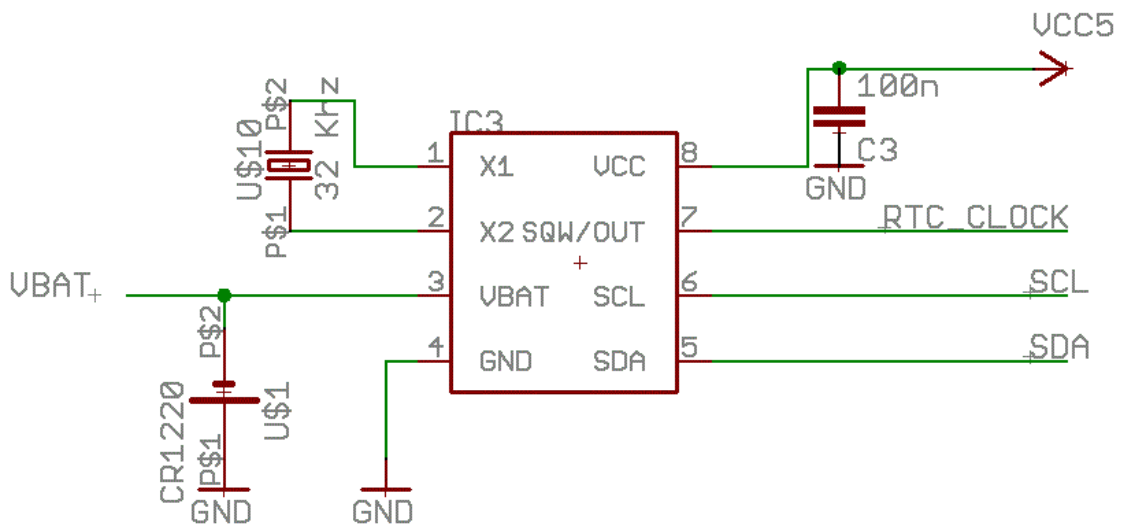 VCC5
100n
C3
GND
P$2
KHz
U$10
32
P$1
IC3
1
X1
VCC
8
2
X2
SQW/OUT
7
RTC_CLOCK
VBAT
3
VBAT
SCL
6
SCL
4
GND
SDA
5
SDA
P$2
CR1220
U$1
P$1
GND
GND